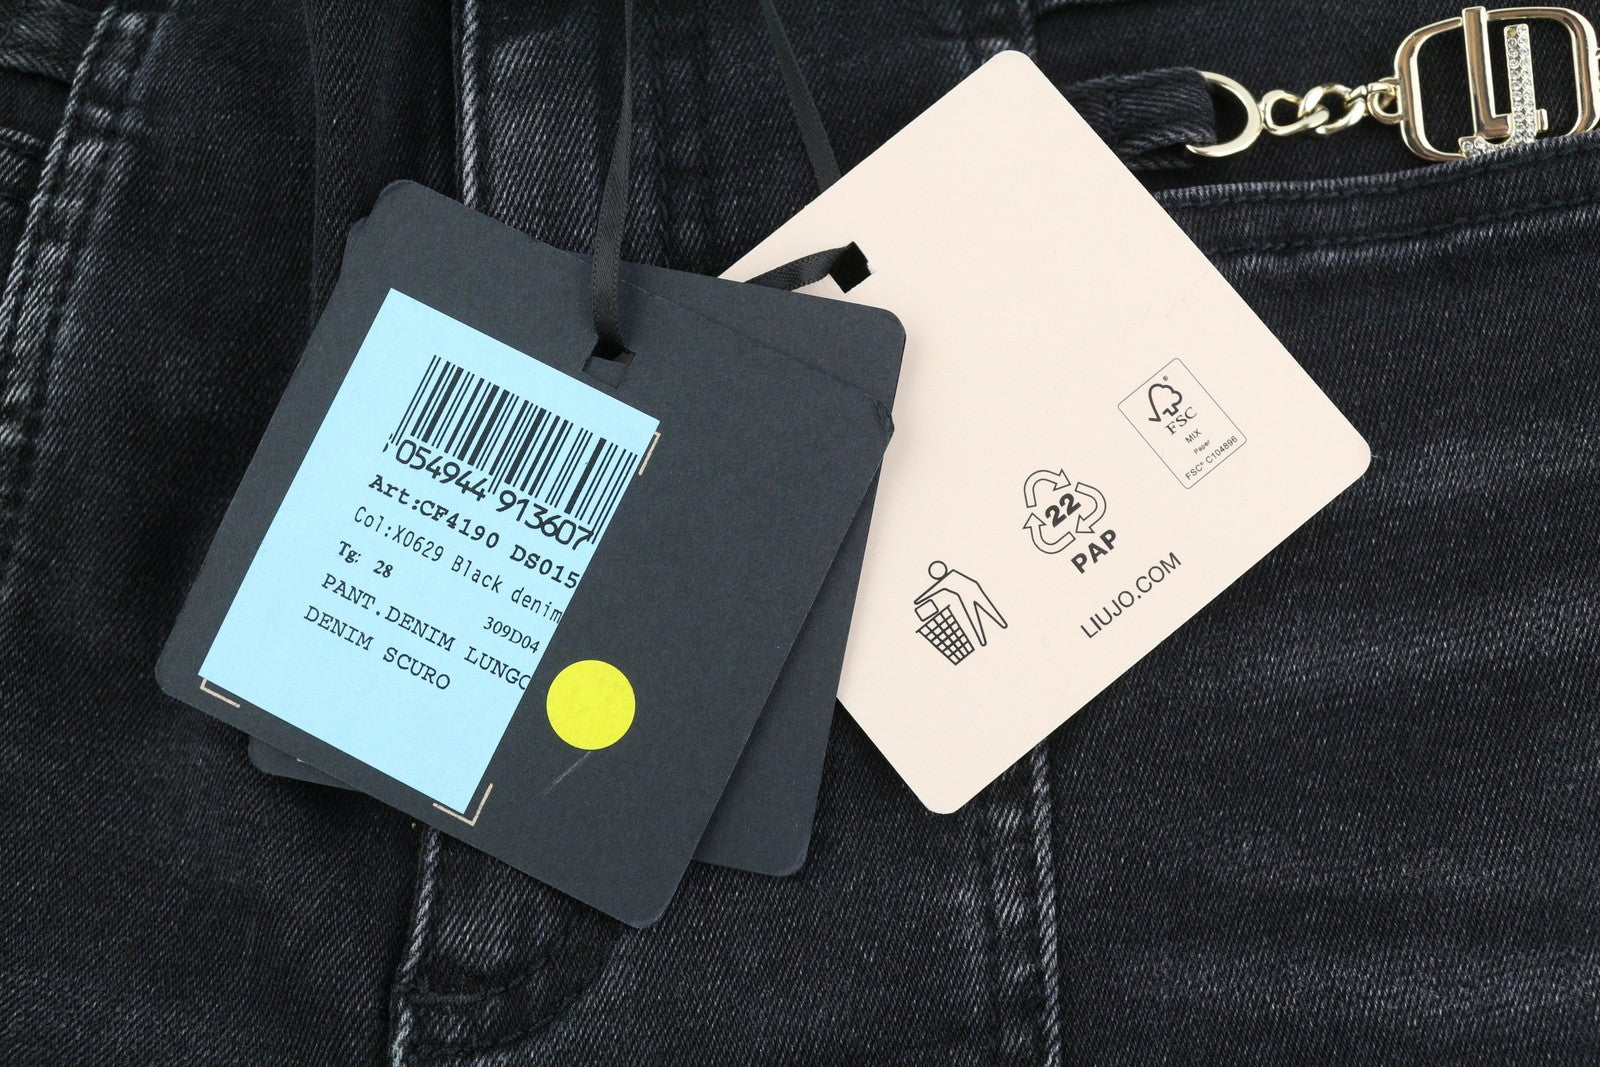 054944 913607
Art:CF4190 DS015
Col:X0629 Black denim
Tg: 28
309D04
PANT.DENIM LUNGO
DENIM SCURO
FSC
MIX
Paper
FSC® C104896
22
PAP
LIUJO.COM